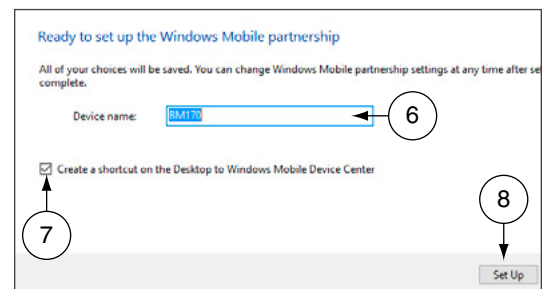 Ready to set up the Windows Mobile partnership
All of your choices will be saved. You can change Windows Mobile partnership settings at any time after se
complete.
Device name: RM170 6
Create a shortcut on the Desktop to Windows Mobile Device Center
7
8
Set Up